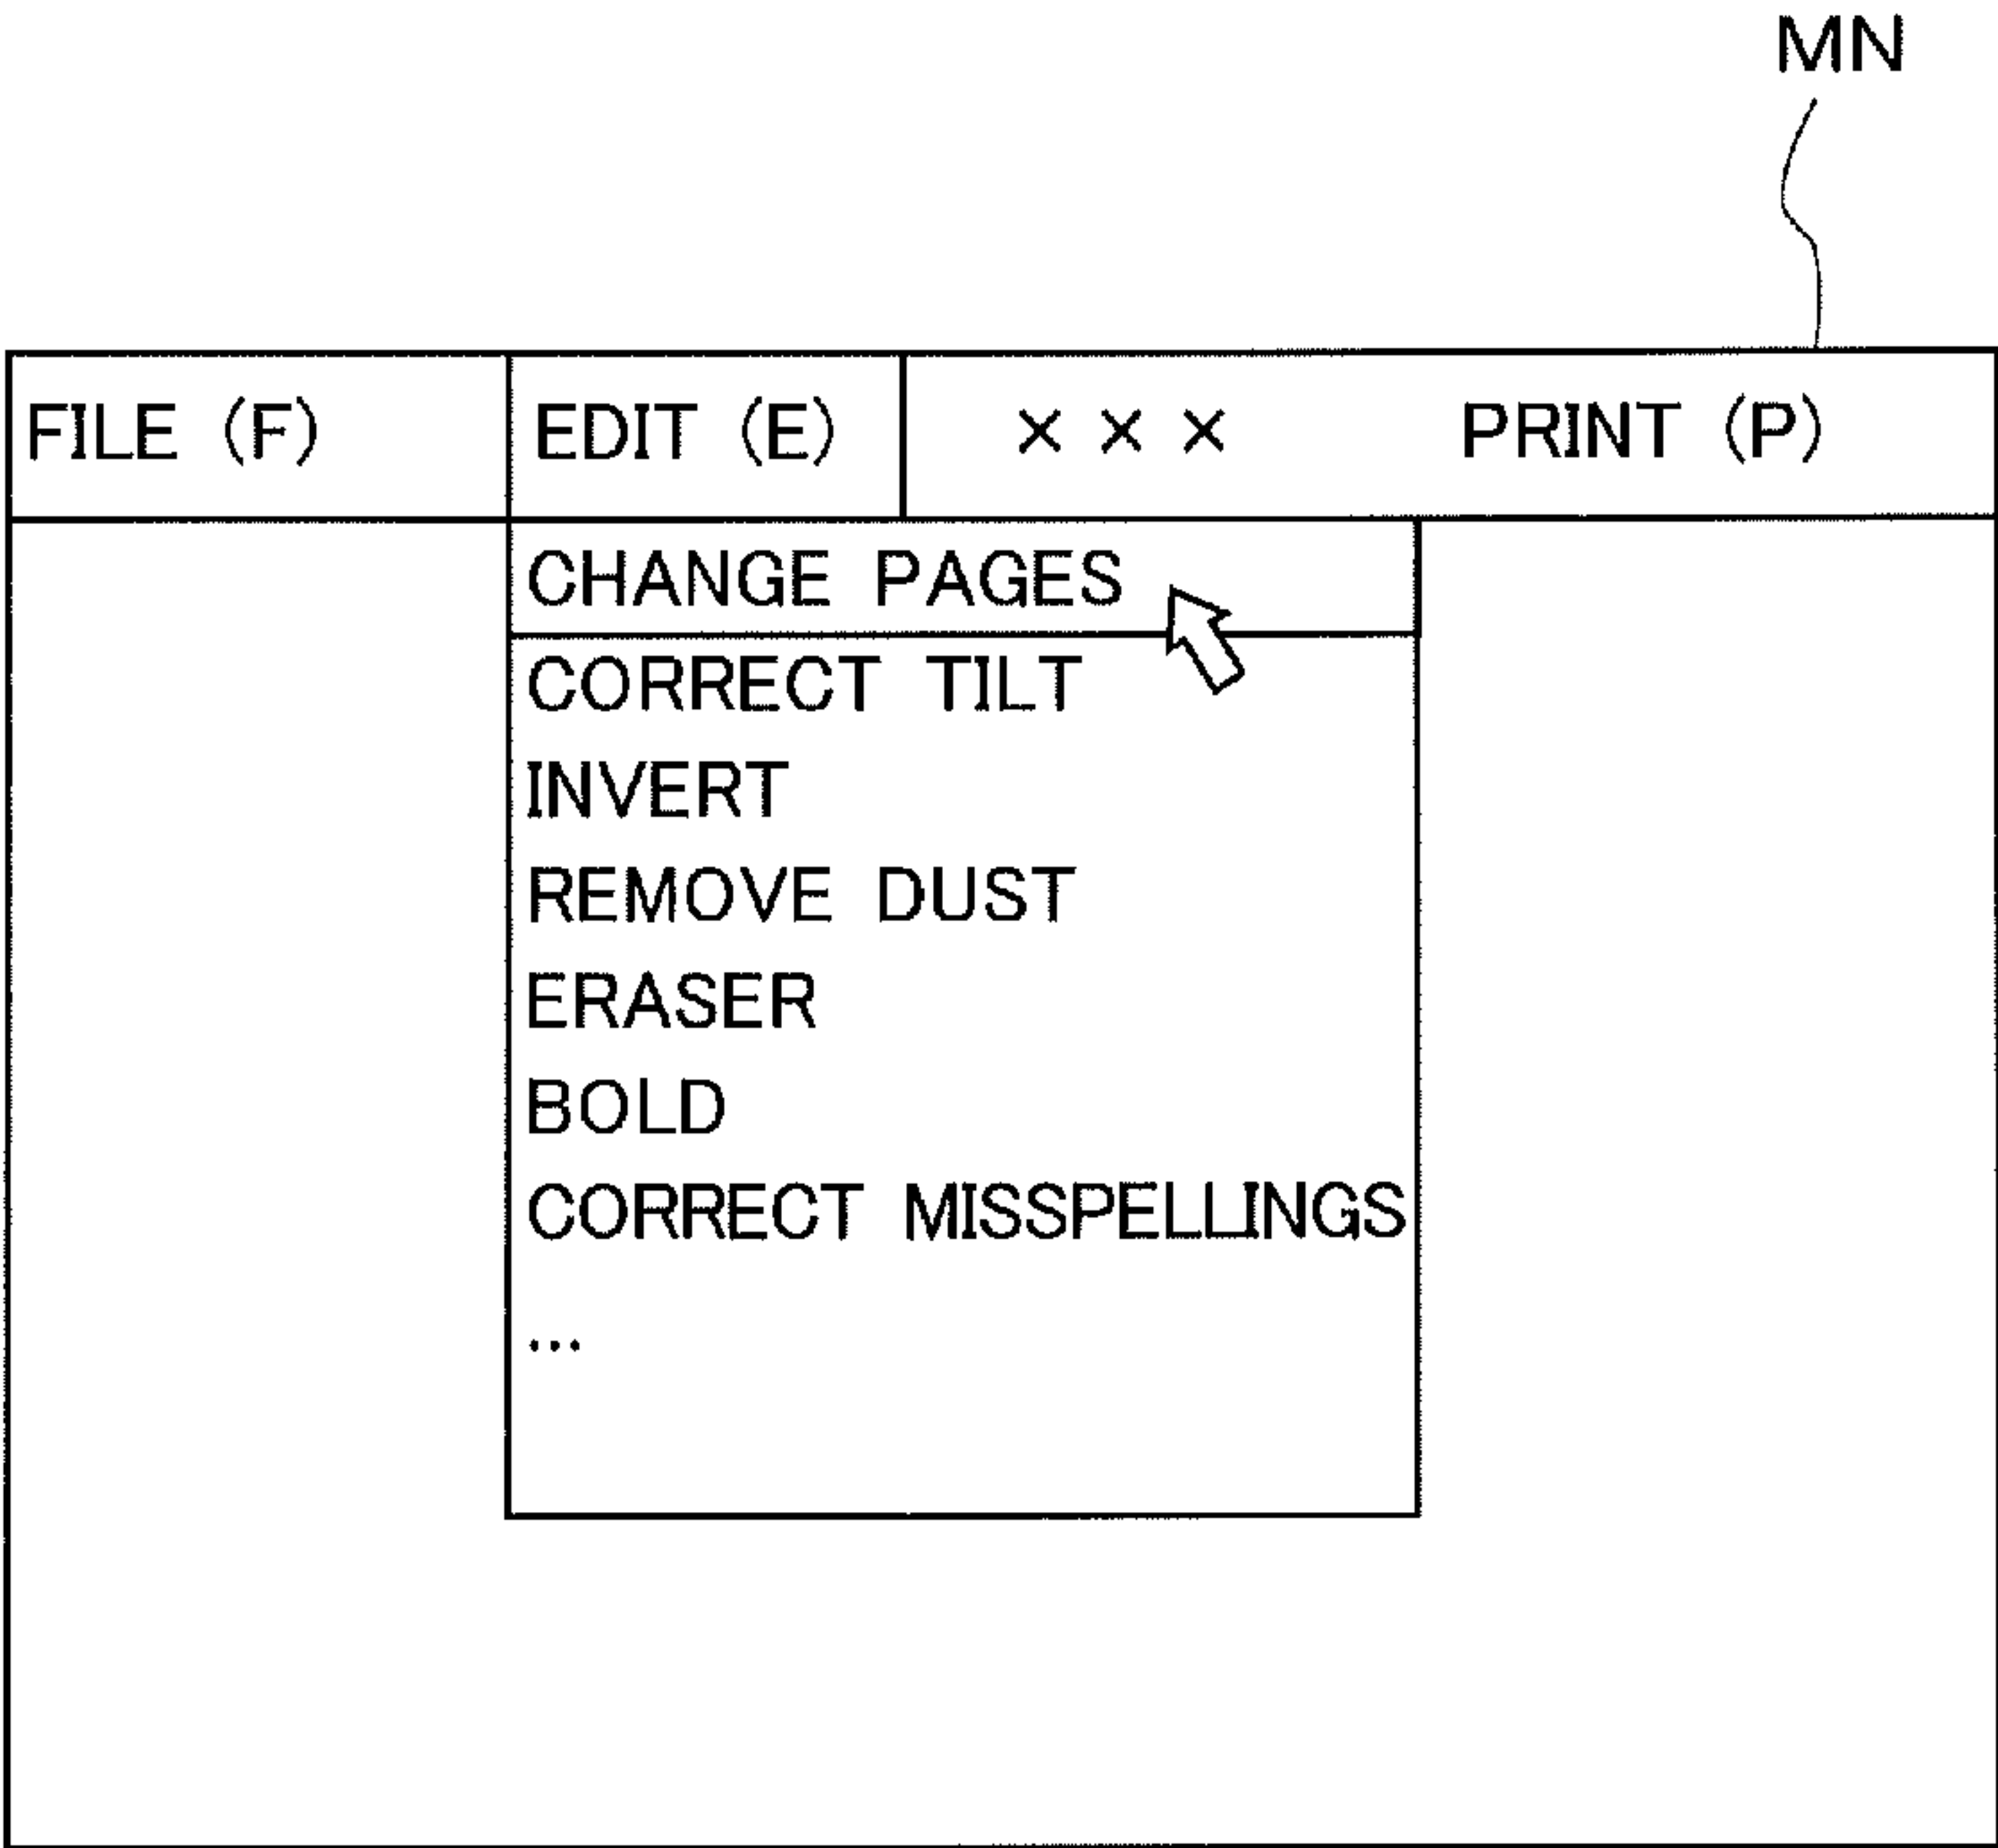 MN
FILE (F) EDIT (E) × × × PRINT (P)
CHANGE PAGES
CORRECT TILT
INVERT
REMOVE DUST
ERASER
BOLD
CORRECT MISSPELLINGS
...